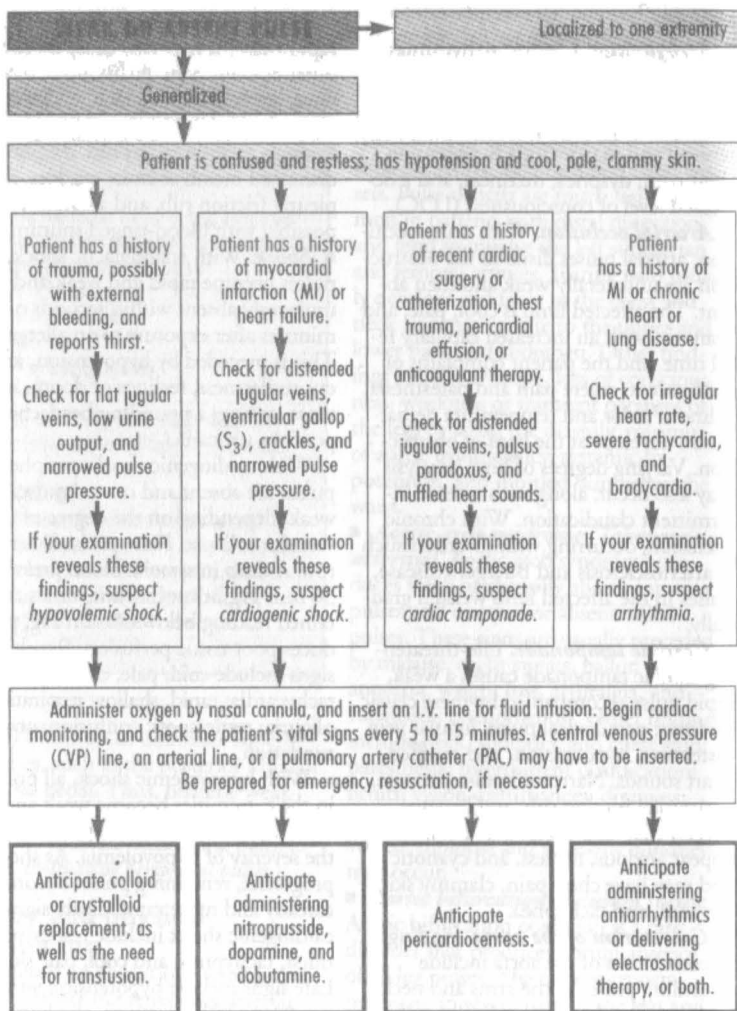 WEAK OR ABSENT PULSE
Localized to one extremity
Generalized
Patient is confused and restless; has hypotension and cool, pale, clammy skin.
Patient has a history
of trauma, possibly
with external
bleeding, and
reports thirst.
Check for flat jugular
veins, low urine
output, and
narrowed pulse
pressure.
If your examination
reveals these
findings, suspect
hypovolemic shock.
Patient has a history
of myocardial
infarction (MI) or
heart failure.
Check for distended
jugular veins,
ventricular gallop
(S3), crackles, and
narrowed pulse
pressure.
If your examination
reveals these
findings, suspect
cardiogenic shock.
Patient has a
history of recent cardiac
surgery or
catheterization, chest
trauma, pericardial
effusion, or
anticoagulant therapy.
Check for distended
jugular veins, pulsus
paradoxus, and
muffled heart sounds.
If your examination
reveals these
findings, suspect
cardiac tamponade.
Patient
has a history of
MI or chronic
heart or
lung disease.
Check for irregular
heart rate,
severe tachycardia,
and
bradycardia.
If your examination
reveals these
findings, suspect
arrhythmia.
Administer oxygen by nasal cannula, and insert an I.V. line for fluid infusion. Begin cardiac
monitoring, and check the patient's vital signs every 5 to 15 minutes. A central venous pressure
(CVP) line, an arterial line, or a pulmonary artery catheter (PAC) may have to be inserted.
Be prepared for emergency resuscitation, if necessary.
Anticipate colloid
or crystalloid
replacement, as
well as the need
for transfusion.
Anticipate
administering
nitroprusside,
dopamine, and
dobutamine.
Anticipate
pericardiocentesis.
Anticipate
administering
antiarrhythmics
or delivering
electroshock
therapy, or both.